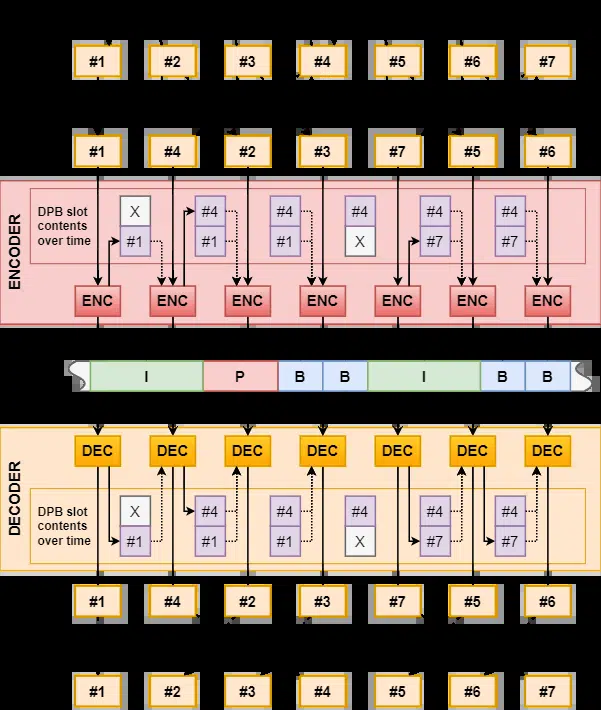 #1 #2 #3 #4 #5 #6 #7
#1 #4 #2 #3 #7 #5 #6
ENCODER
DPB slot
contents
over time
X #4 #4 #4 #4 #4
#1 #1 #1 X #7 #7
ENC ENC ENC ENC ENC ENC ENC
I P B B I B B
DEC DEC DEC DEC DEC DEC DEC
DECODER
DPB slot
contents
over time
X #4 #4 #4 #4 #4
#1 #1 #1 X #7 #7
#1 #4 #2 #3 #7 #5 #6
#1 #2 #3 #4 #5 #6 #7